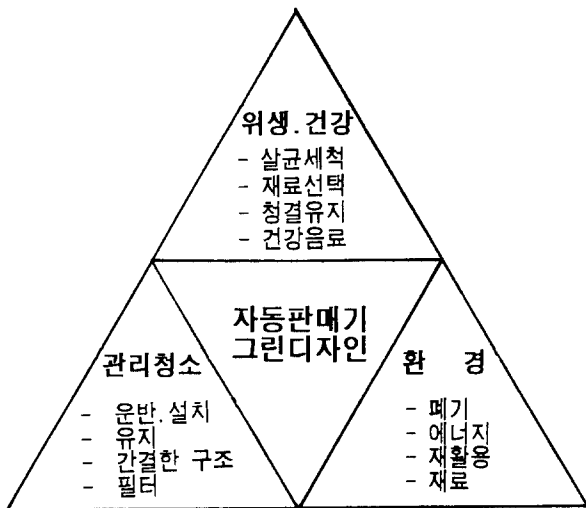 위생.건강
- 살균세척
- 재료선택
- 청결유지
- 건강음료
자동판매기
그린디자인
관리청소
- 운반.설치
- 유지
- 간결한 구조
- 필터
환 경
- 폐기
- 에너지
- 재활용
- 재료